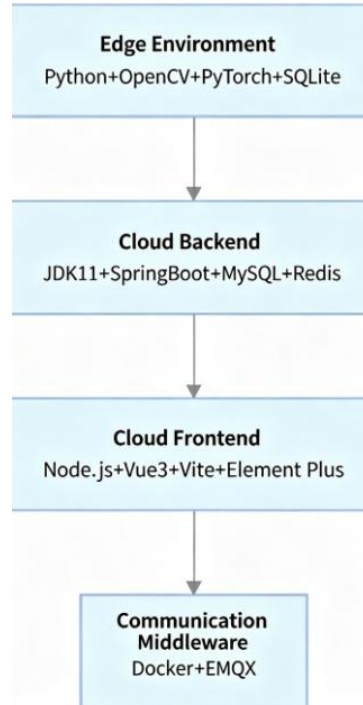 Edge Environment
Python+OpenCV+PyTorch+SQLite
Cloud Backend
JDK11+SpringBoot+MySQL+Redis
Cloud Frontend
Node.js+Vue3+Vite+Element Plus
Communication
Middleware
Docker+EMQX